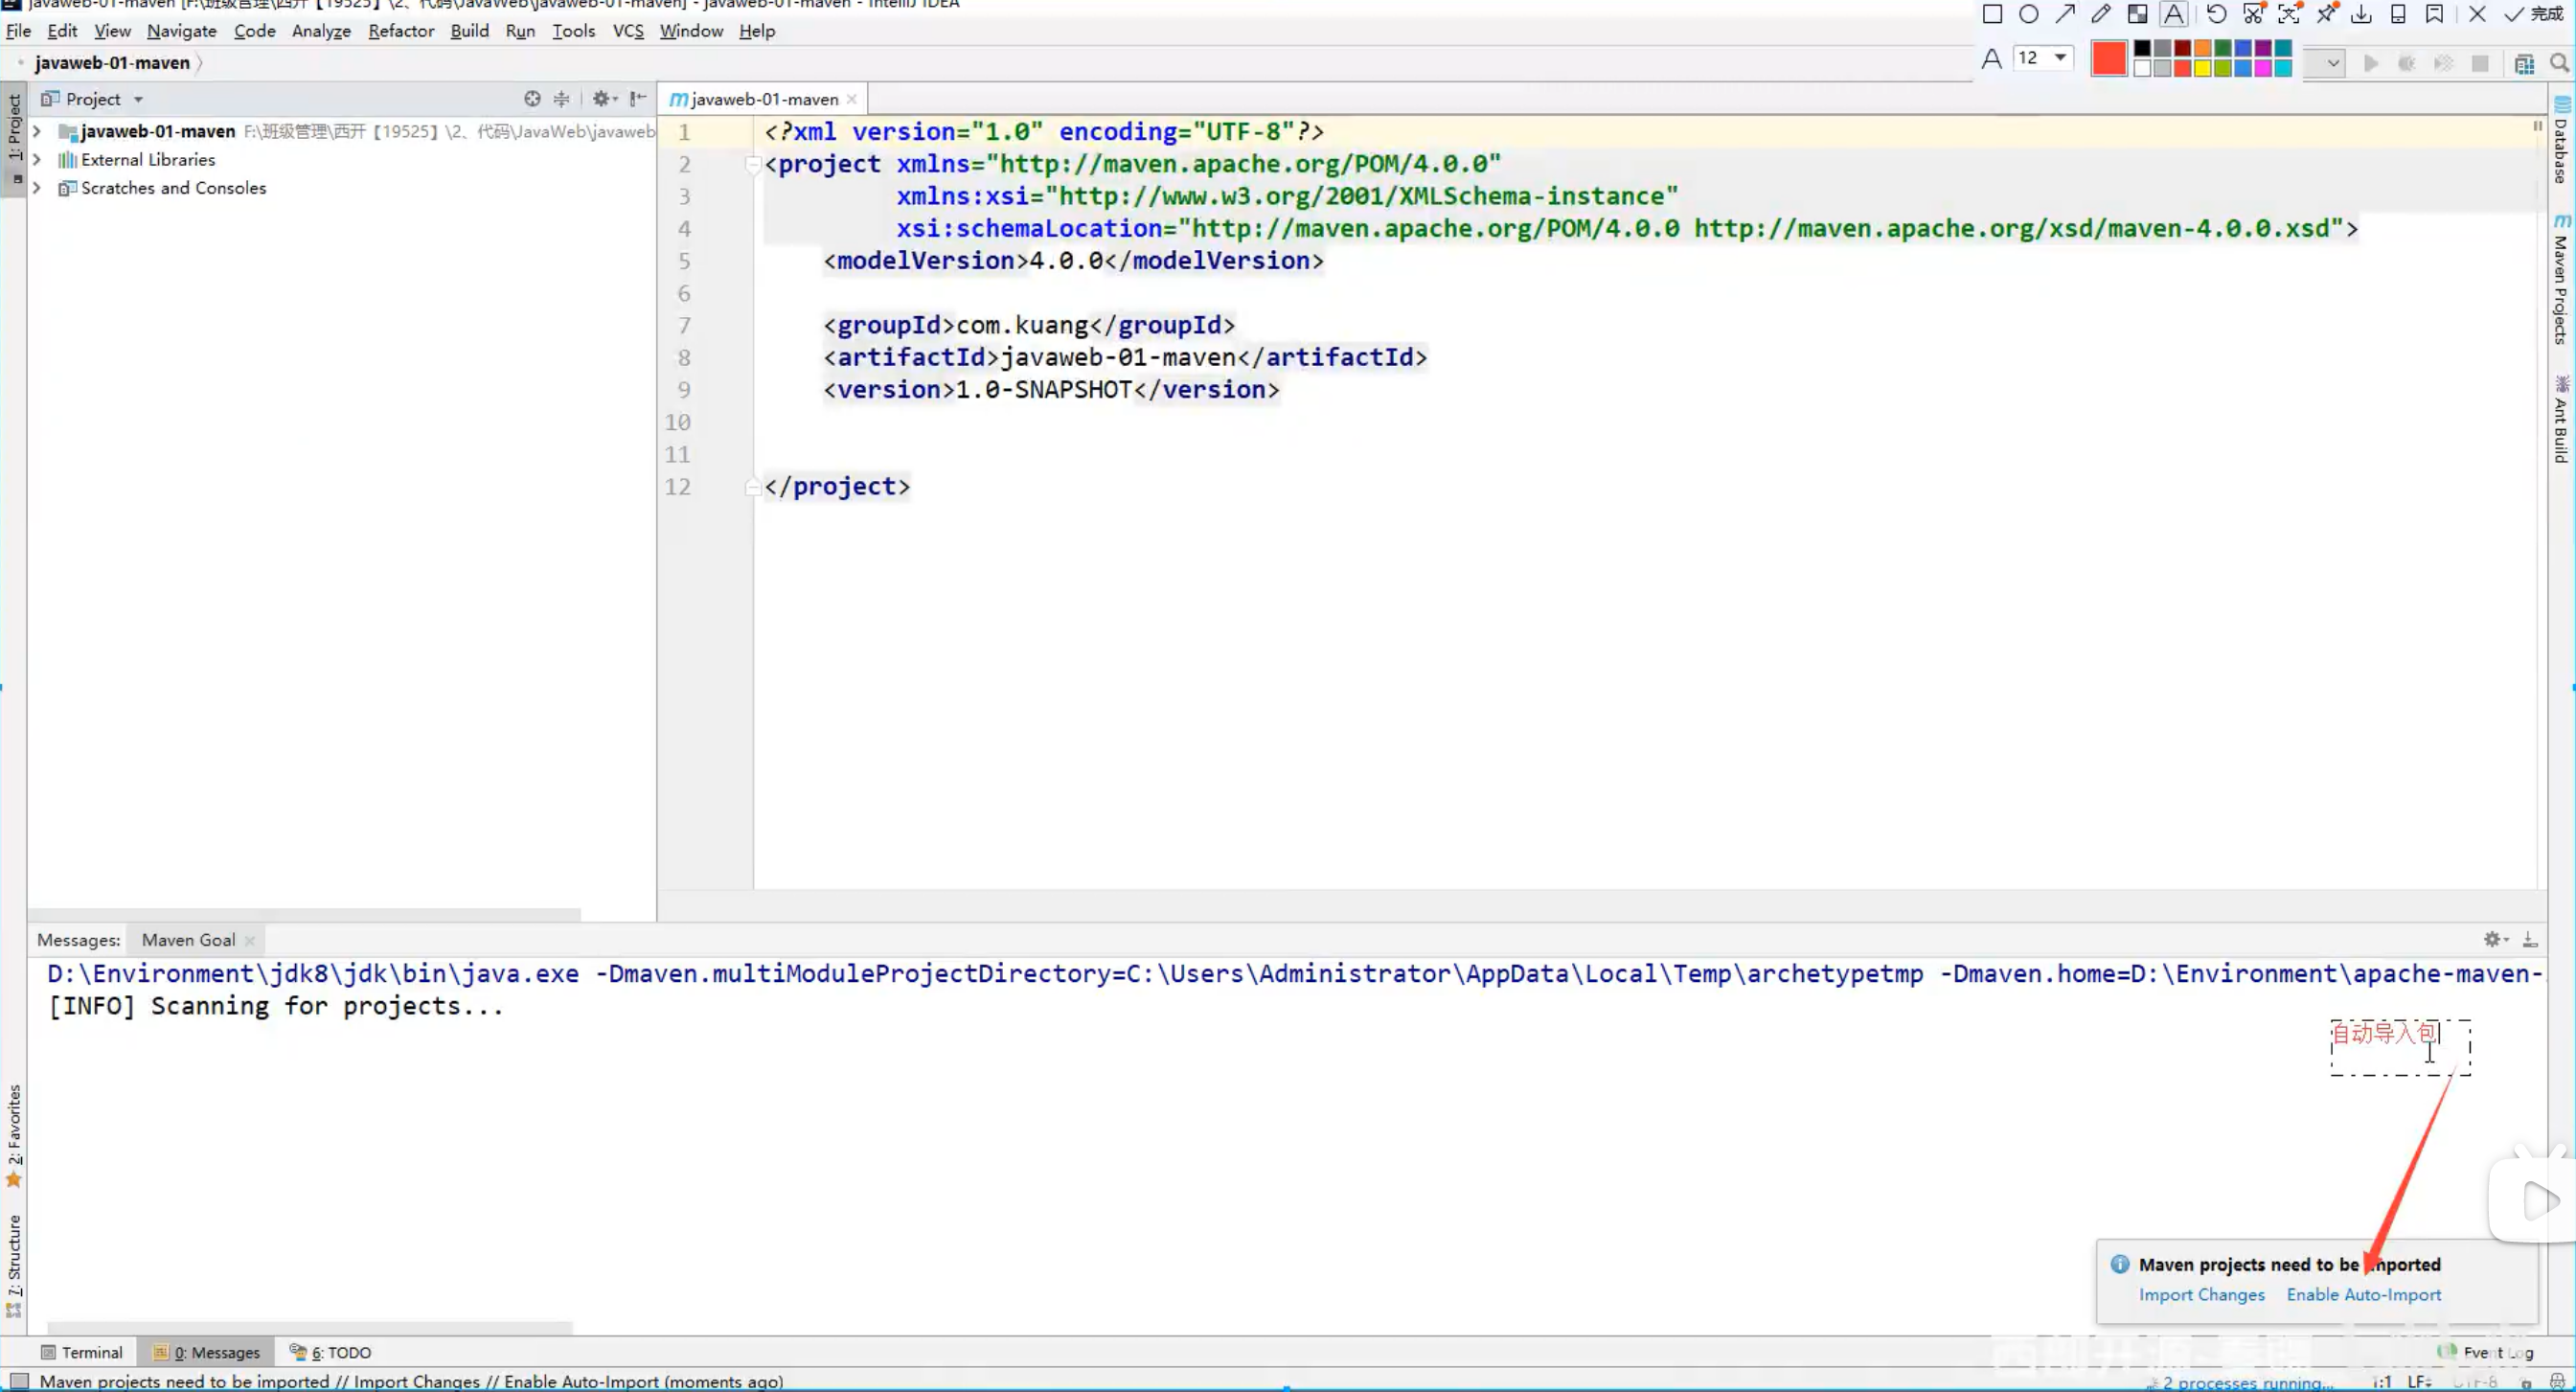 javaweb-01-maven [F:\班级管理\西开【19525】\2、代码\JavaWeb\javaweb-01-maven] - javaweb-01-maven - IntelliJ IDEA
File Edit View Navigate Code Analyze Refactor Build Run Tools VCS Window Help
完成
javaweb-01-maven
12
Project
javaweb-01-maven
1: Project
javaweb-01-maven F:\班级管理\西开【19525】\2、代码\JavaWeb\javaweb
External Libraries
Scratches and Consoles
1 <?xml version="1.0" encoding="UTF-8"?>
2 <project xmlns="http://maven.apache.org/POM/4.0.0"
3 xmlns:xsi="http://www.w3.org/2001/XMLSchema-instance"
4 xsi:schemaLocation="http://maven.apache.org/POM/4.0.0 http://maven.apache.org/xsd/maven-4.0.0.xsd">
5 <modelVersion>4.0.0</modelVersion>
6
7 <groupId>com.kuang</groupId>
8 <artifactId>javaweb-01-maven</artifactId>
9 <version>1.0-SNAPSHOT</version>
10
11
12 </project>
Database
Maven Projects
Ant Build
Messages: Maven Goal
D:\Environment\jdk8\jdk\bin\java.exe -Dmaven.multiModuleProjectDirectory=C:\Users\Administrator\AppData\Local\Temp\archetypetmp -Dmaven.home=D:\Environment\apache-maven-
[INFO] Scanning for projects...
自动导入包
2: Favorites
7: Structure
Maven projects need to be imported
Import Changes Enable Auto-Import
Terminal 0: Messages 6: TODO
Event Log
Maven projects need to be imported // Import Changes // Enable Auto-Import (moments ago)
2 processes running... 1:1 LF÷ UTF-8